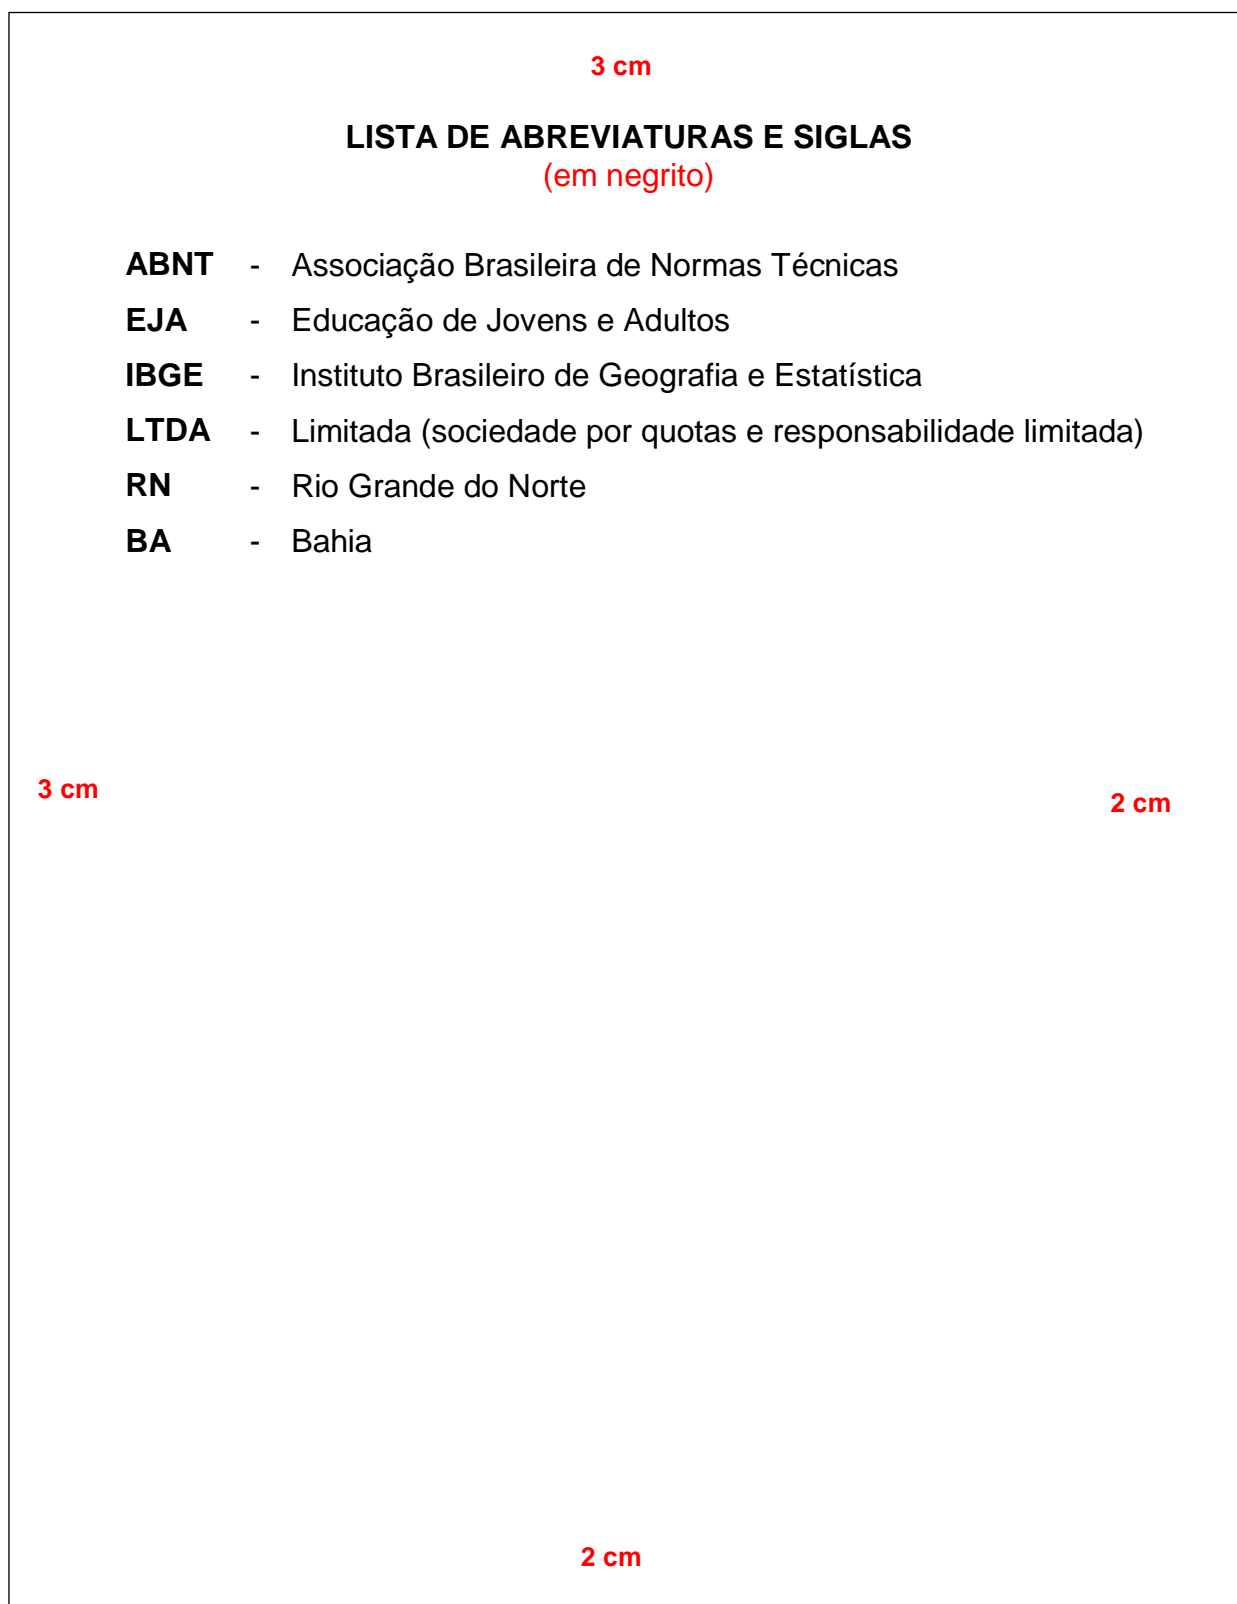 3 cm
LISTA DE ABREVIATURAS E SIGLAS
(em negrito)
ABNT - Associação Brasileira de Normas Técnicas
EJA - Educação de Jovens e Adultos
IBGE - Instituto Brasileiro de Geografia e Estatística
LTDA - Limitada (sociedade por quotas e responsabilidade limitada)
RN - Rio Grande do Norte
BA - Bahia
3 cm
2 cm
2 cm